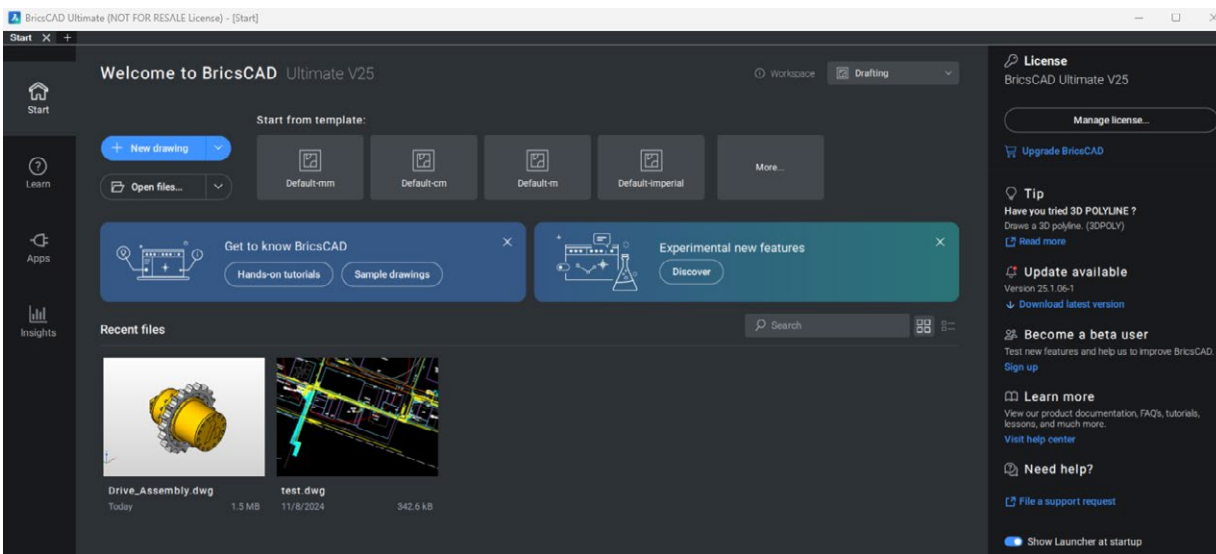 BricsCAD Ultimate (NOT FOR RESALE License) - [Start]
Start
Start
Learn
Apps
Insights
Welcome to BricsCAD Ultimate V25
Workspace
Drafting
Start from template:
New drawing
Open files...
Default-mm
Default-cm
Default-m
Default-imperial
More...
Get to know BricsCAD
Hands-on tutorials
Sample drawings
Experimental new features
Discover
Recent files
Search
Drive_Assembly.dwg
Today 1.5 MB
test.dwg
11/8/2024 342.6 kB
License
BricsCAD Ultimate V25
Manage license...
Upgrade BricsCAD
Tip
Have you tried 3D POLYLINE ?
Draws a 3D polyline. (3DPOLY)
Read more
Update available
Version 25.1.06-1
Download latest version
Become a beta user
Test new features and help us to improve BricsCAD.
Sign up
Learn more
View our product documentation, FAQ's, tutorials,
lessons, and much more.
Visit help center
Need help?
File a support request
Show Launcher at startup